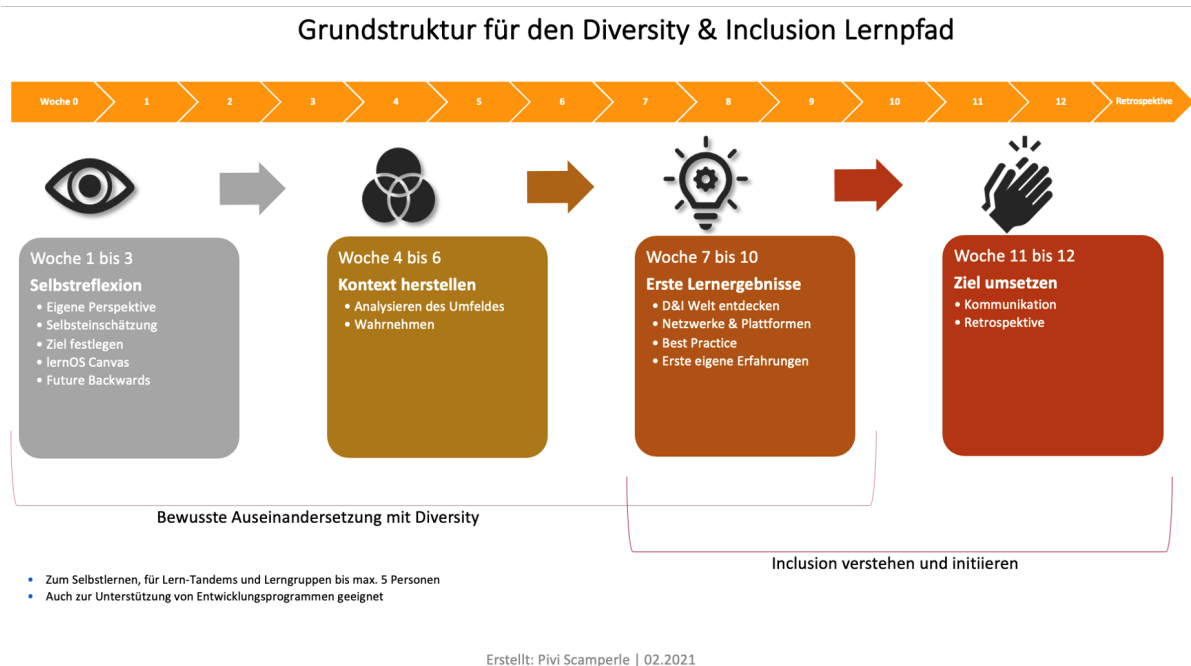 Grundstruktur für den Diversity & Inclusion Lernpfad
Woche 0 1 2 3 4 5 6 7 8 9 10 11 12 Retrospektive
Woche 1 bis 3
Selbstreflexion
• Eigene Perspektive
• Selbsteinschätzung
• Ziel festlegen
• lernOS Canvas
• Future Backwards
Woche 4 bis 6
Kontext herstellen
• Analysieren des Umfeldes
• Wahrnehmen
Woche 7 bis 10
Erste Lernergebnisse
• D&I Welt entdecken
• Netzwerke & Plattformen
• Best Practice
• Erste eigene Erfahrungen
Woche 11 bis 12
Ziel umsetzen
• Kommunikation
• Retrospektive
Bewusste Auseinandersetzung mit Diversity
Inclusion verstehen und initiieren
• Zum Selbstlernen, für Lern-Tandems und Lerngruppen bis max. 5 Personen
• Auch zur Unterstützung von Entwicklungsprogrammen geeignet
Erstellt: Pivi Scamperle | 02.2021